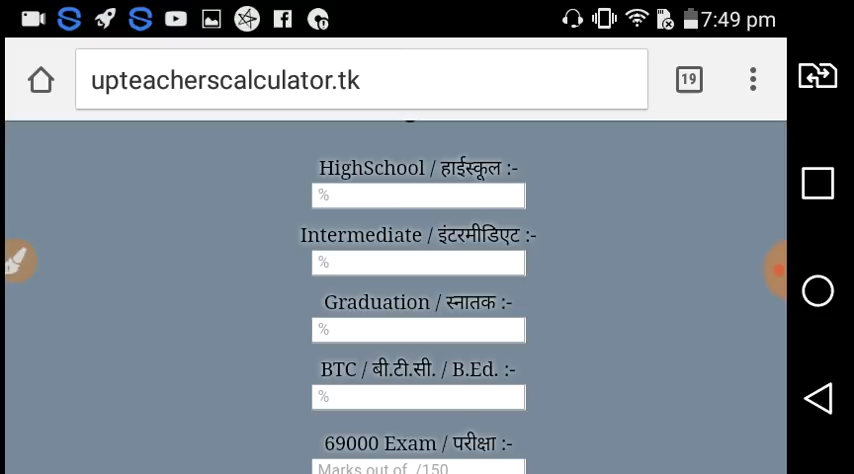 7:49 pm
upteacherscalculator.tk
19
HighSchool / हाईस्कूल :-
%
Intermediate / इंटरमीडिएट :-
%
Graduation / स्नातक :-
%
BTC / बी.टी.सी. / B.Ed. :-
%
69000 Exam / परीक्षा :-
Marks out of /150